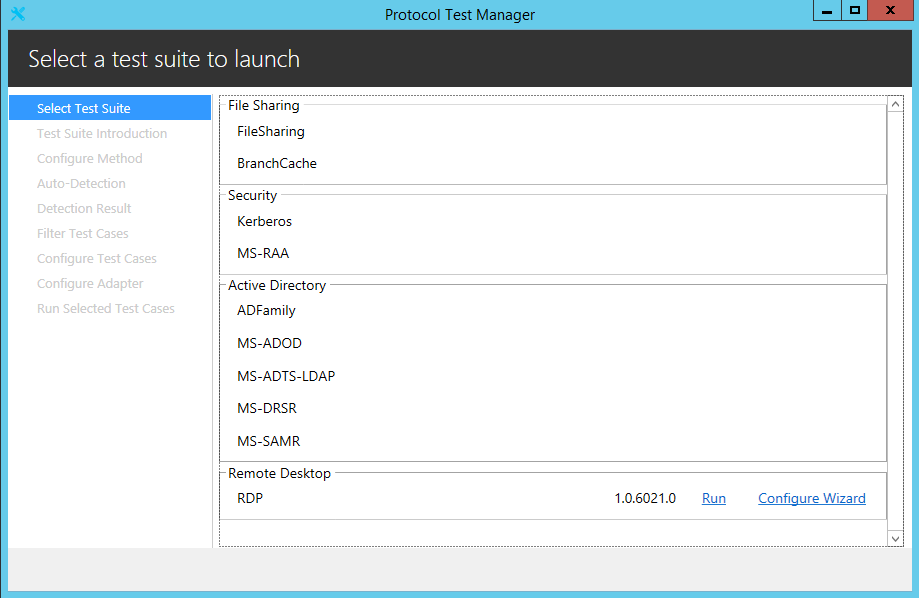 Protocol Test Manager
Select a test suite to launch
Select Test Suite
Test Suite Introduction
Configure Method
Auto-Detection
Detection Result
Filter Test Cases
Configure Test Cases
Configure Adapter
Run Selected Test Cases
File Sharing
FileSharing
BranchCache
Security
Kerberos
MS-RAA
Active Directory
ADFamily
MS-ADOD
MS-ADTS-LDAP
MS-DRSR
MS-SAMR
Remote Desktop
RDP 1.0.6021.0 Run Configure Wizard